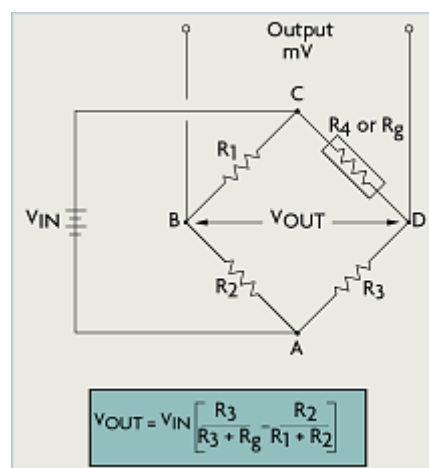 Output
mV
C
R4 or Rg
R1
VIN
B
VOUT
D
R2
R3
A
VOUT = VIN [ R3 / R3 + Rg - R2 / R1 + R2 ]